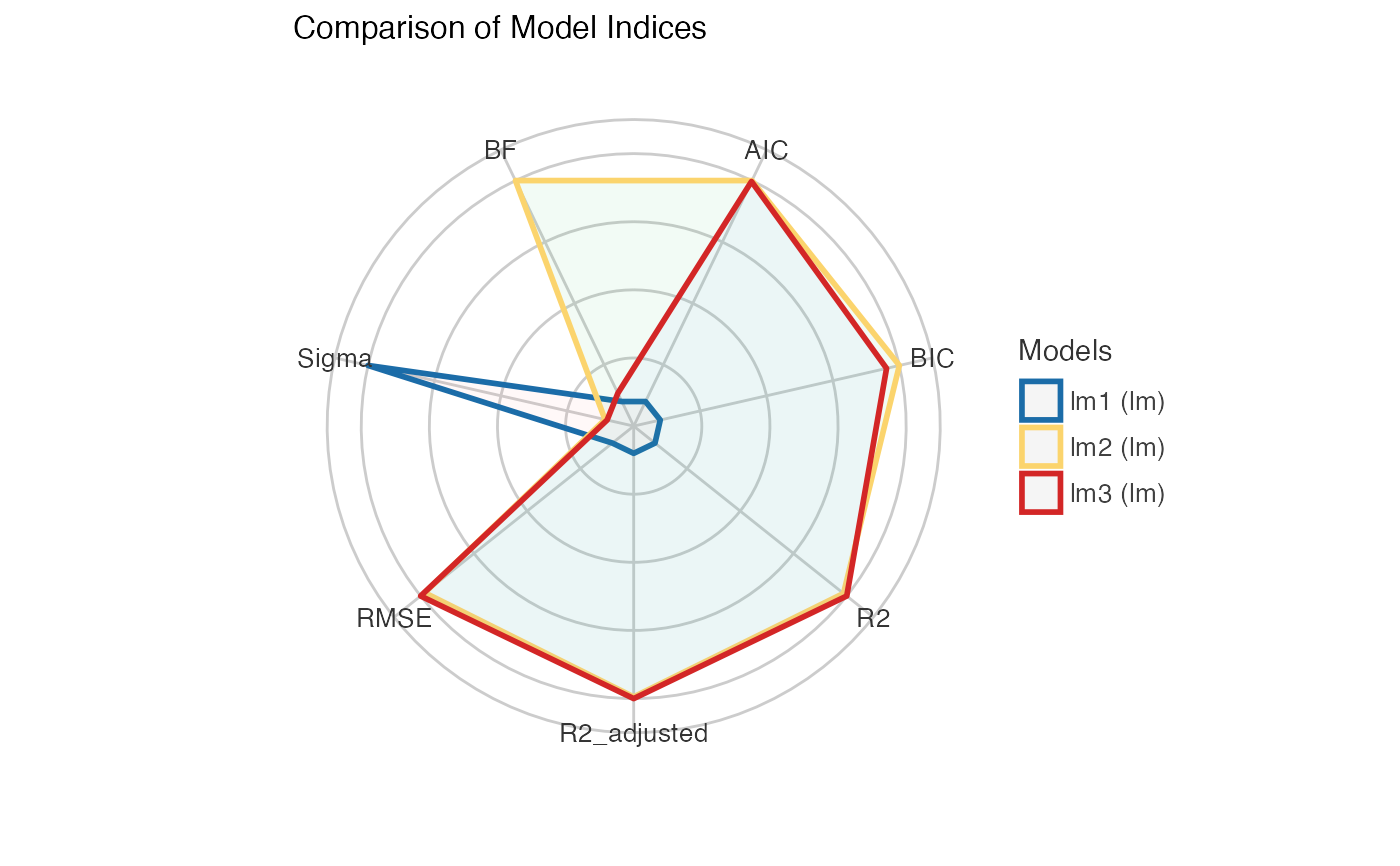 Comparison of Model Indices
BF
AIC
Sigma
BIC
RMSE
R2
R2_adjusted
Models
lm1 (lm)
lm2 (lm)
lm3 (lm)